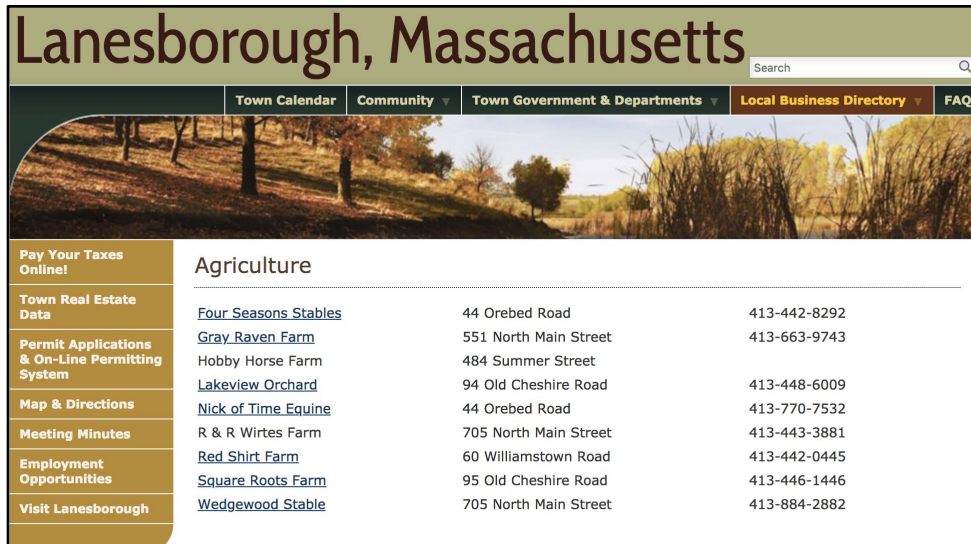 Lanesborough, Massachusetts
Search
Town Calendar Community Town Government & Departments Local Business Directory FAQ
Pay Your Taxes
Online!
Town Real Estate
Data
Permit Applications
& On-Line Permitting
System
Map & Directions
Meeting Minutes
Employment
Opportunities
Visit Lanesborough
Agriculture
Four Seasons Stables 44 Orebed Road 413-442-8292
Gray Raven Farm 551 North Main Street 413-663-9743
Hobby Horse Farm 484 Summer Street
Lakeview Orchard 94 Old Cheshire Road 413-448-6009
Nick of Time Equine 44 Orebed Road 413-770-7532
R & R Wirtes Farm 705 North Main Street 413-443-3881
Red Shirt Farm 60 Williamstown Road 413-442-0445
Square Roots Farm 95 Old Cheshire Road 413-446-1446
Wedgewood Stable 705 North Main Street 413-884-2882